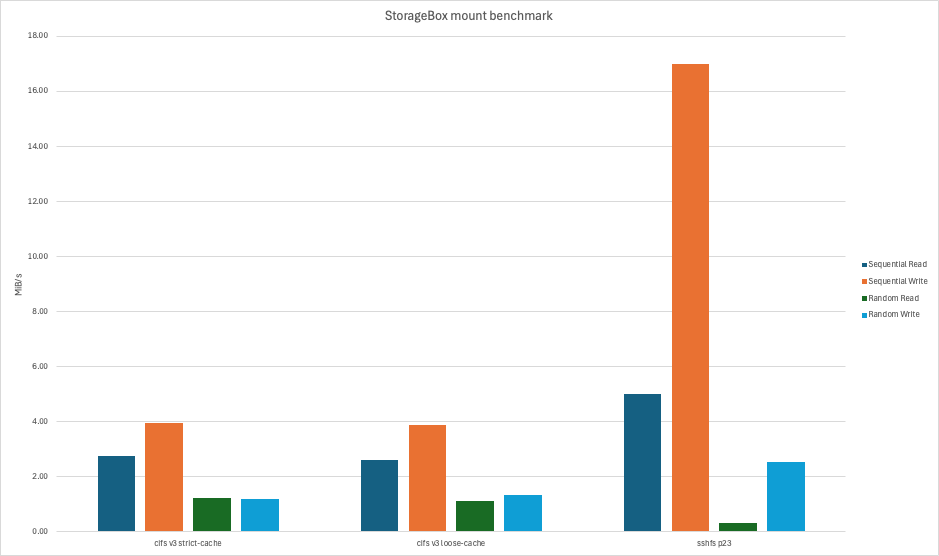 StorageBox mount benchmark
18.00
16.00
14.00
12.00
10.00
8.00
6.00
4.00
2.00
0.00
MIB/s
cifs v3 strict-cache
cifs v3 loose-cache
sshfs p23
Sequential Read
Sequential Write
Random Read
Random Write